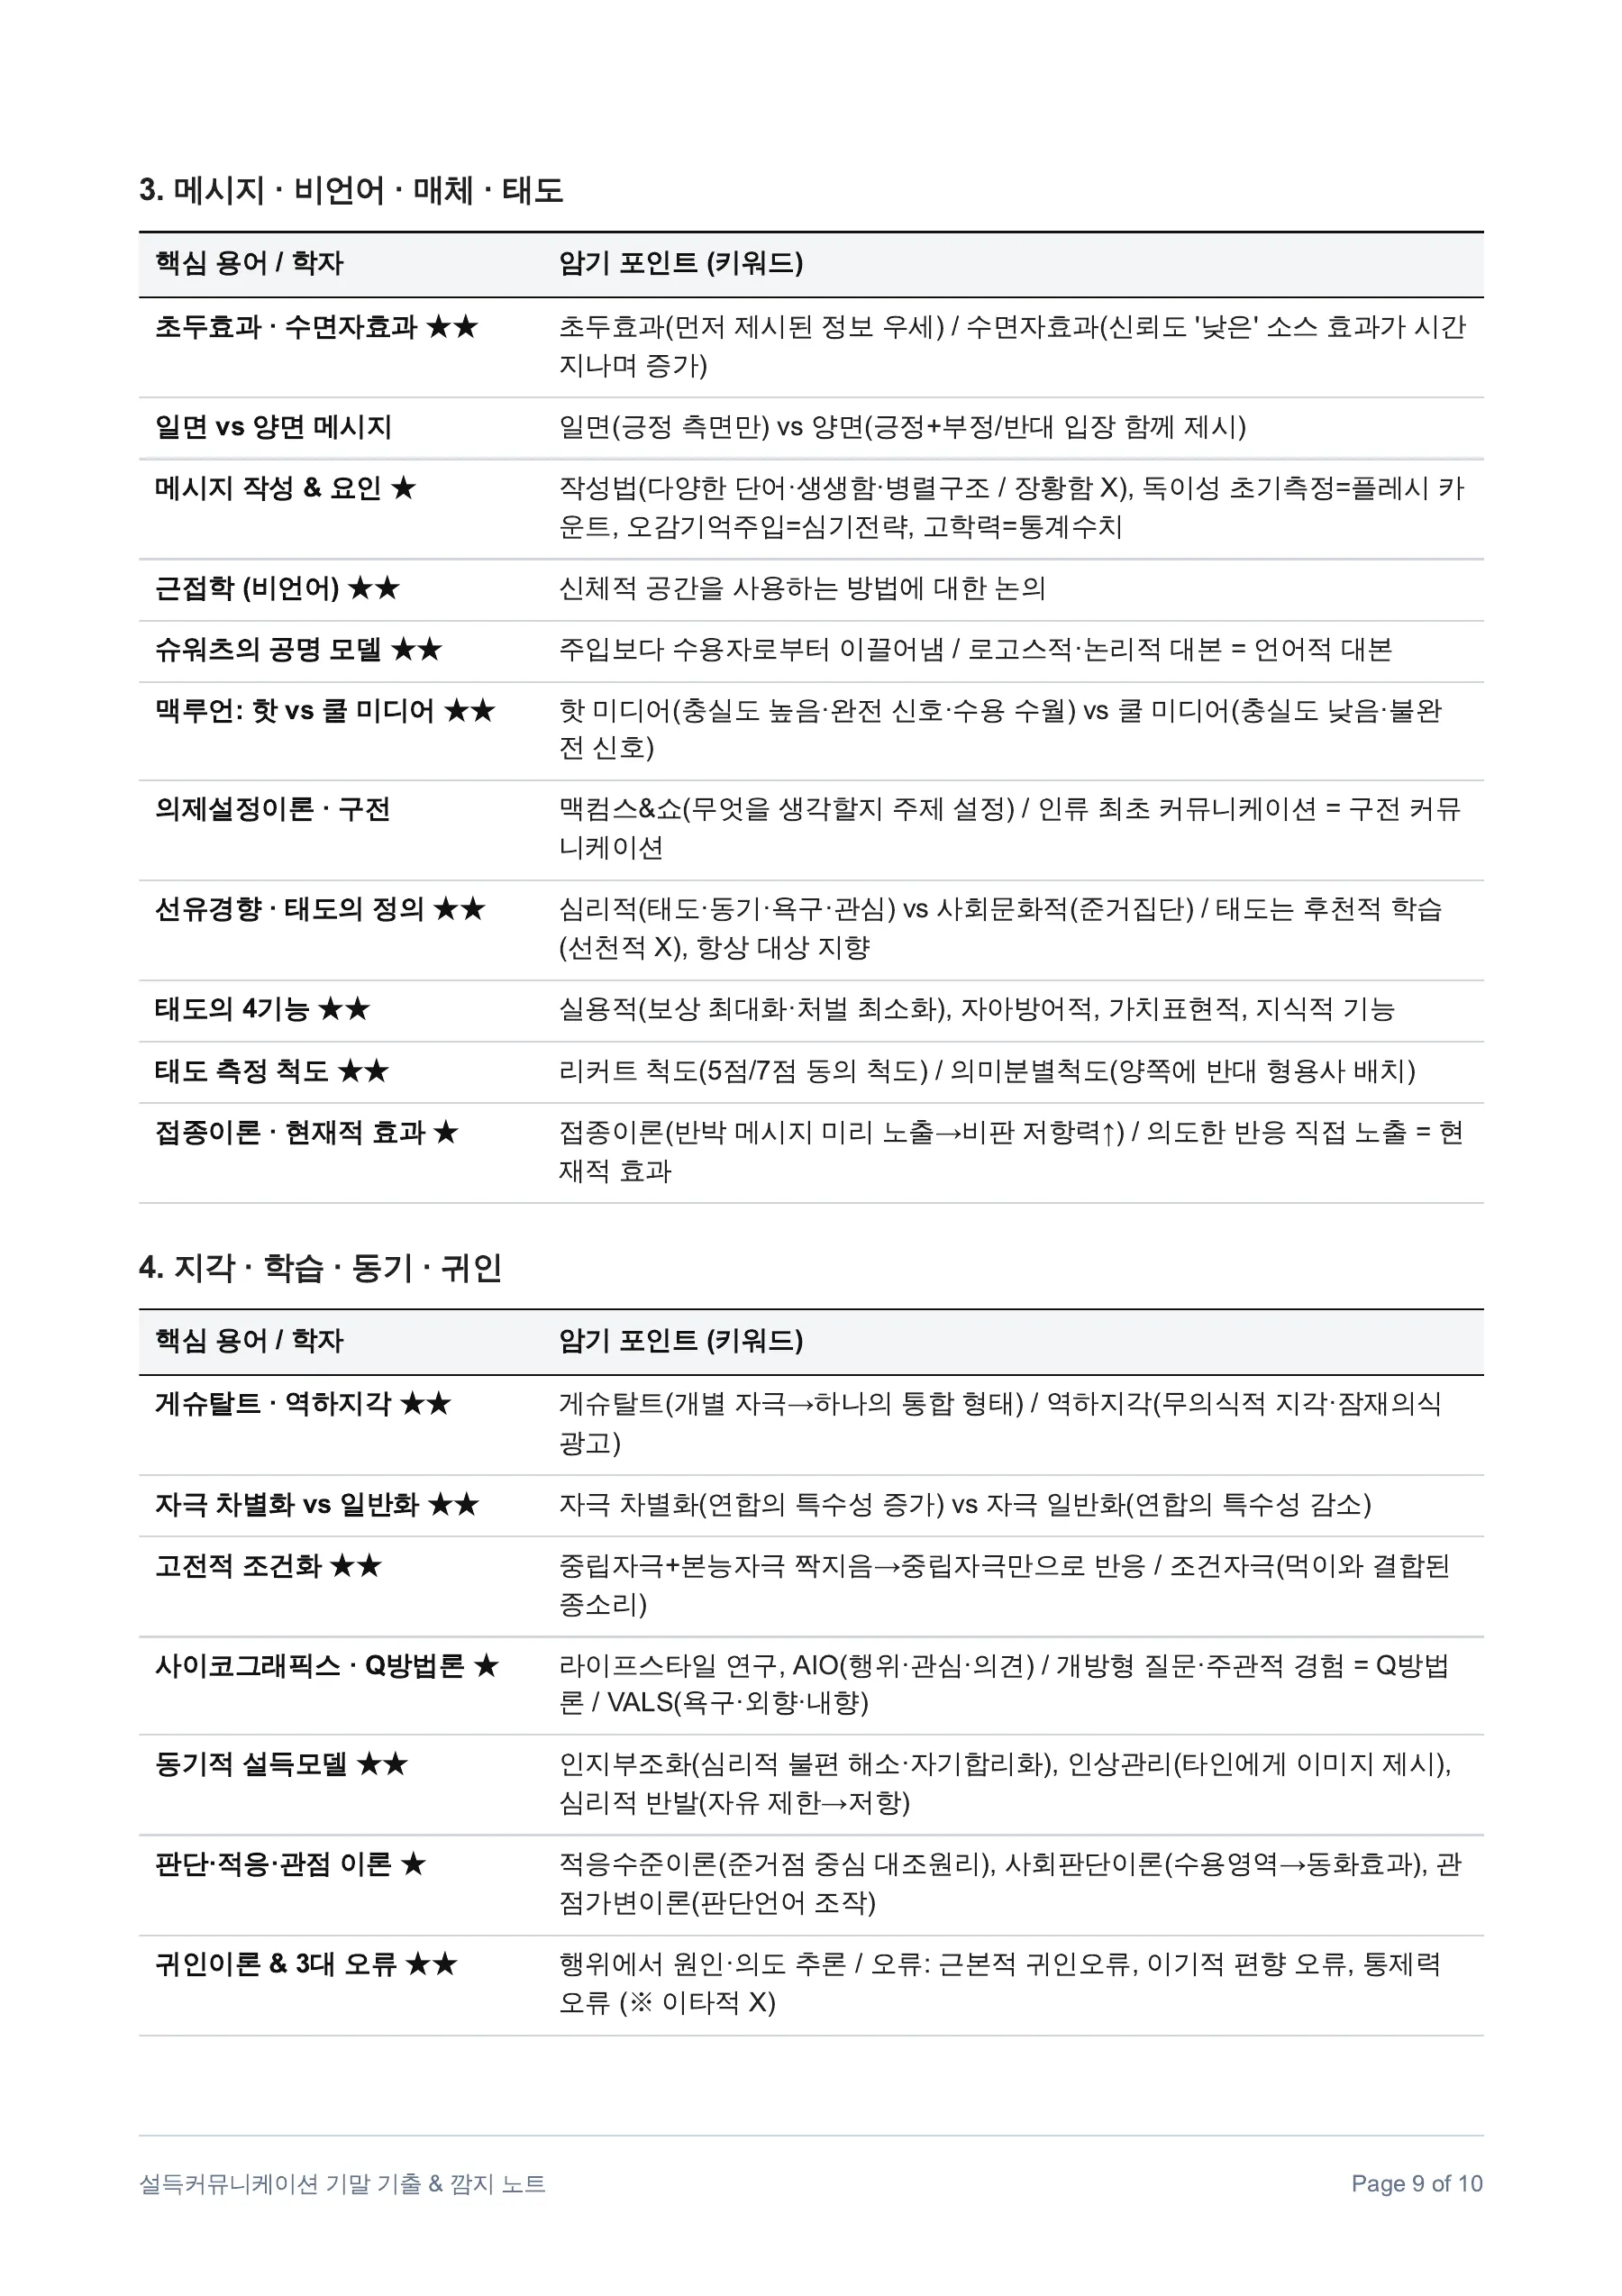 3. 메시지 · 비언어 · 매체 · 태도
핵심 용어 / 학자 암기 포인트 (키워드)
초두효과 · 수면자효과 ★★ 초두효과(먼저 제시된 정보 우세) / 수면자효과(신뢰도 '낮은' 소스 효과가 시간
지나며 증가)
일면 vs 양면 메시지 일면(긍정 측면만) vs 양면(긍정+부정/반대 입장 함께 제시)
메시지 작성 & 요인 ★ 작성법(다양한 단어·생생함·병렬구조 / 장황함 X), 독이성 초기측정=플레시 카
운트, 오감기억주입=심기전략, 고학력=통계수치
근접학 (비언어) ★★ 신체적 공간을 사용하는 방법에 대한 논의
슈워츠의 공명 모델 ★★ 주입보다 수용자로부터 이끌어냄 / 로고스적·논리적 대본 = 언어적 대본
맥루언: 핫 vs 쿨 미디어 ★★ 핫 미디어(충실도 높음·완전 신호·수용 수월) vs 쿨 미디어(충실도 낮음·불완
전 신호)
의제설정이론 · 구전 맥컴스&쇼(무엇을 생각할지 주제 설정) / 인류 최초 커뮤니케이션 = 구전 커뮤
니케이션
선유경향 · 태도의 정의 ★★ 심리적(태도·동기·욕구·관심) vs 사회문화적(준거집단) / 태도는 후천적 학습
(선천적 X), 항상 대상 지향
태도의 4기능 ★★ 실용적(보상 최대화·처벌 최소화), 자아방어적, 가치표현적, 지식적 기능
태도 측정 척도 ★★ 리커트 척도(5점/7점 동의 척도) / 의미분별척도(양쪽에 반대 형용사 배치)
접종이론 · 현재적 효과 ★ 접종이론(반박 메시지 미리 노출→비판 저항력↑) / 의도한 반응 직접 노출 = 현
재적 효과
4. 지각 · 학습 · 동기 · 귀인
핵심 용어 / 학자 암기 포인트 (키워드)
게슈탈트 · 역하지각 ★★ 게슈탈트(개별 자극→하나의 통합 형태) / 역하지각(무의식적 지각·잠재의식
광고)
자극 차별화 vs 일반화 ★★ 자극 차별화(연합의 특수성 증가) vs 자극 일반화(연합의 특수성 감소)
고전적 조건화 ★★ 중립자극+본능자극 짝지음→중립자극만으로 반응 / 조건자극(먹이와 결합된
종소리)
사이코그래픽스 · Q방법론 ★ 라이프스타일 연구, AIO(행위·관심·의견) / 개방형 질문·주관적 경험 = Q방법
론 / VALS(욕구·외향·내향)
동기적 설득모델 ★★ 인지부조화(심리적 불편 해소·자기합리화), 인상관리(타인에게 이미지 제시),
심리적 반발(자유 제한→저항)
판단·적응·관점 이론 ★ 적응수준이론(준거점 중심 대조원리), 사회판단이론(수용영역→동화효과), 관
점가변이론(판단언어 조작)
귀인이론 & 3대 오류 ★★ 행위에서 원인·의도 추론 / 오류: 근본적 귀인오류, 이기적 편향 오류, 통제력
오류 (※ 이타적 X)
설득커뮤니케이션 기말 기출 & 깜지 노트 Page 9 of 10